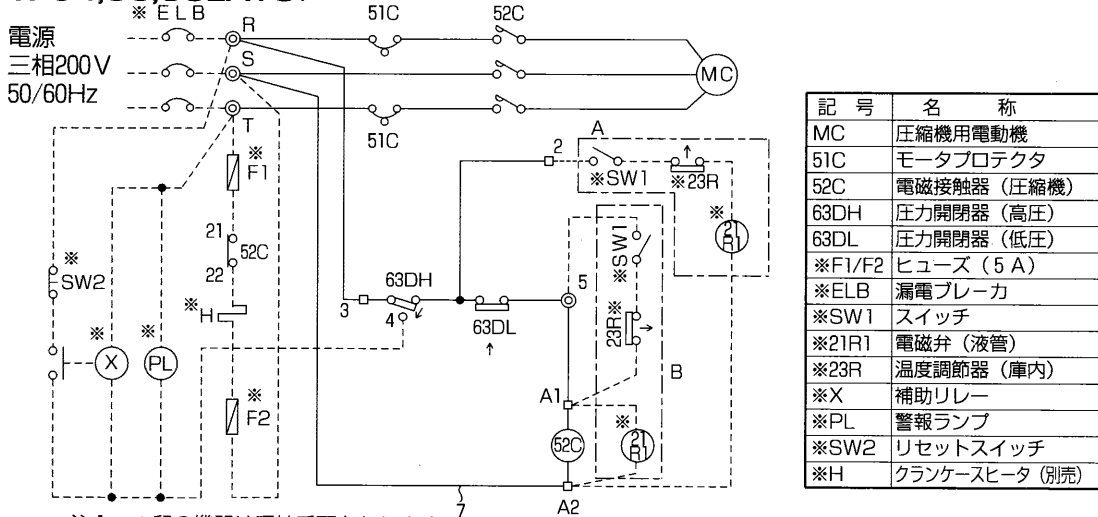 ※ELB
R
51C
52C
電源
三相200V
50/60Hz
S
MC
T
51C
※
F1
2
A
※SW1
※23R
※
21
R1
21
52C
22
※
SW2
※H
※
X
※
PL
※
F2
3
63DH
4
63DL
5
※SW1
23R※
B
A1
52C
※
21
R1
7
A2
記 号 名 称
MC 圧縮機用電動機
51C モータプロテクタ
52C 電磁接触器（圧縮機）
63DH 圧力開閉器（高圧）
63DL 圧力開閉器（低圧）
※F1/F2 ヒューズ（5A）
※ELB 漏電ブレーカ
※SW1 スイッチ
※21R1 電磁弁（液管）
※23R 温度調節器（庫内）
※X 補助リレー
※PL 警報ランプ
※SW2 リセットスイッチ
※H クランケースヒータ（別売）